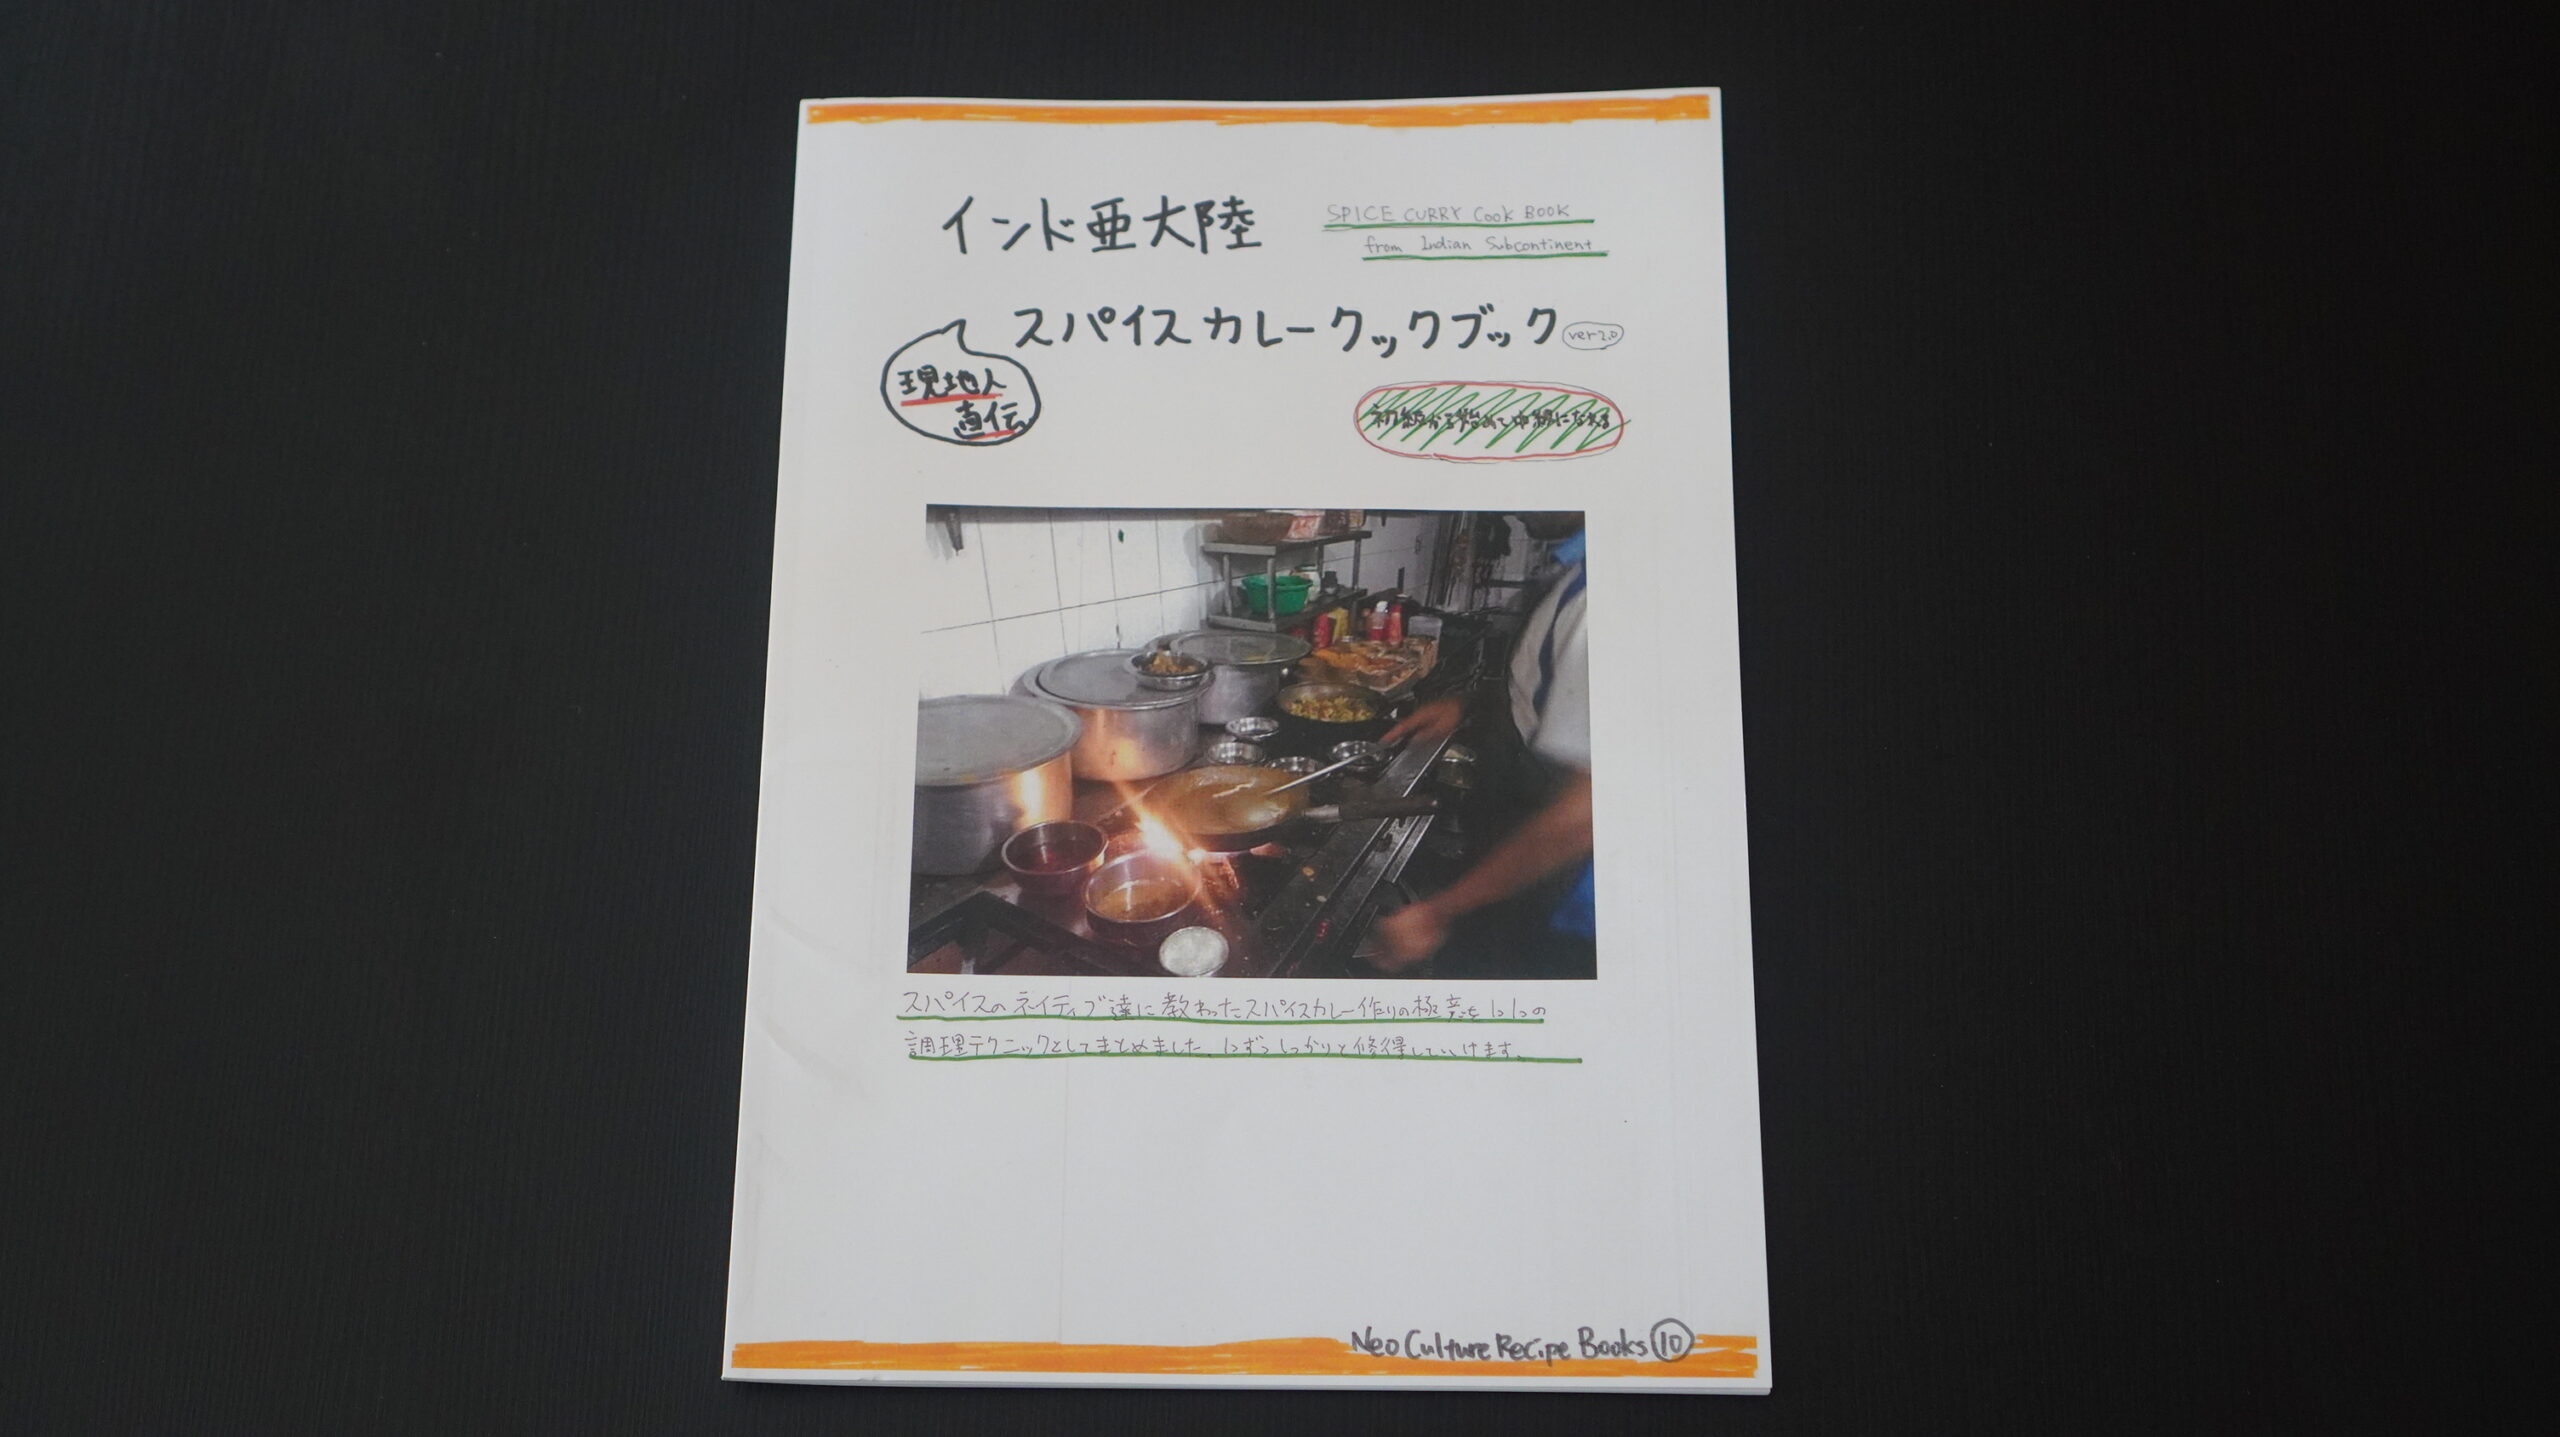 インド亜大陸
SPICE CURRY Cook BOOK
from Indian Subcontinent
スパイスカレークックブック ver2.0
現地人
直伝
初級から始めて中級になれる
スパイスのネイティブ達に教わったスパイスカレー作りの極意を1つ1つの
調理テクニックとしてまとめました。1つずつしっかりと修得していけます。
Neo Culture Recipe Books 10